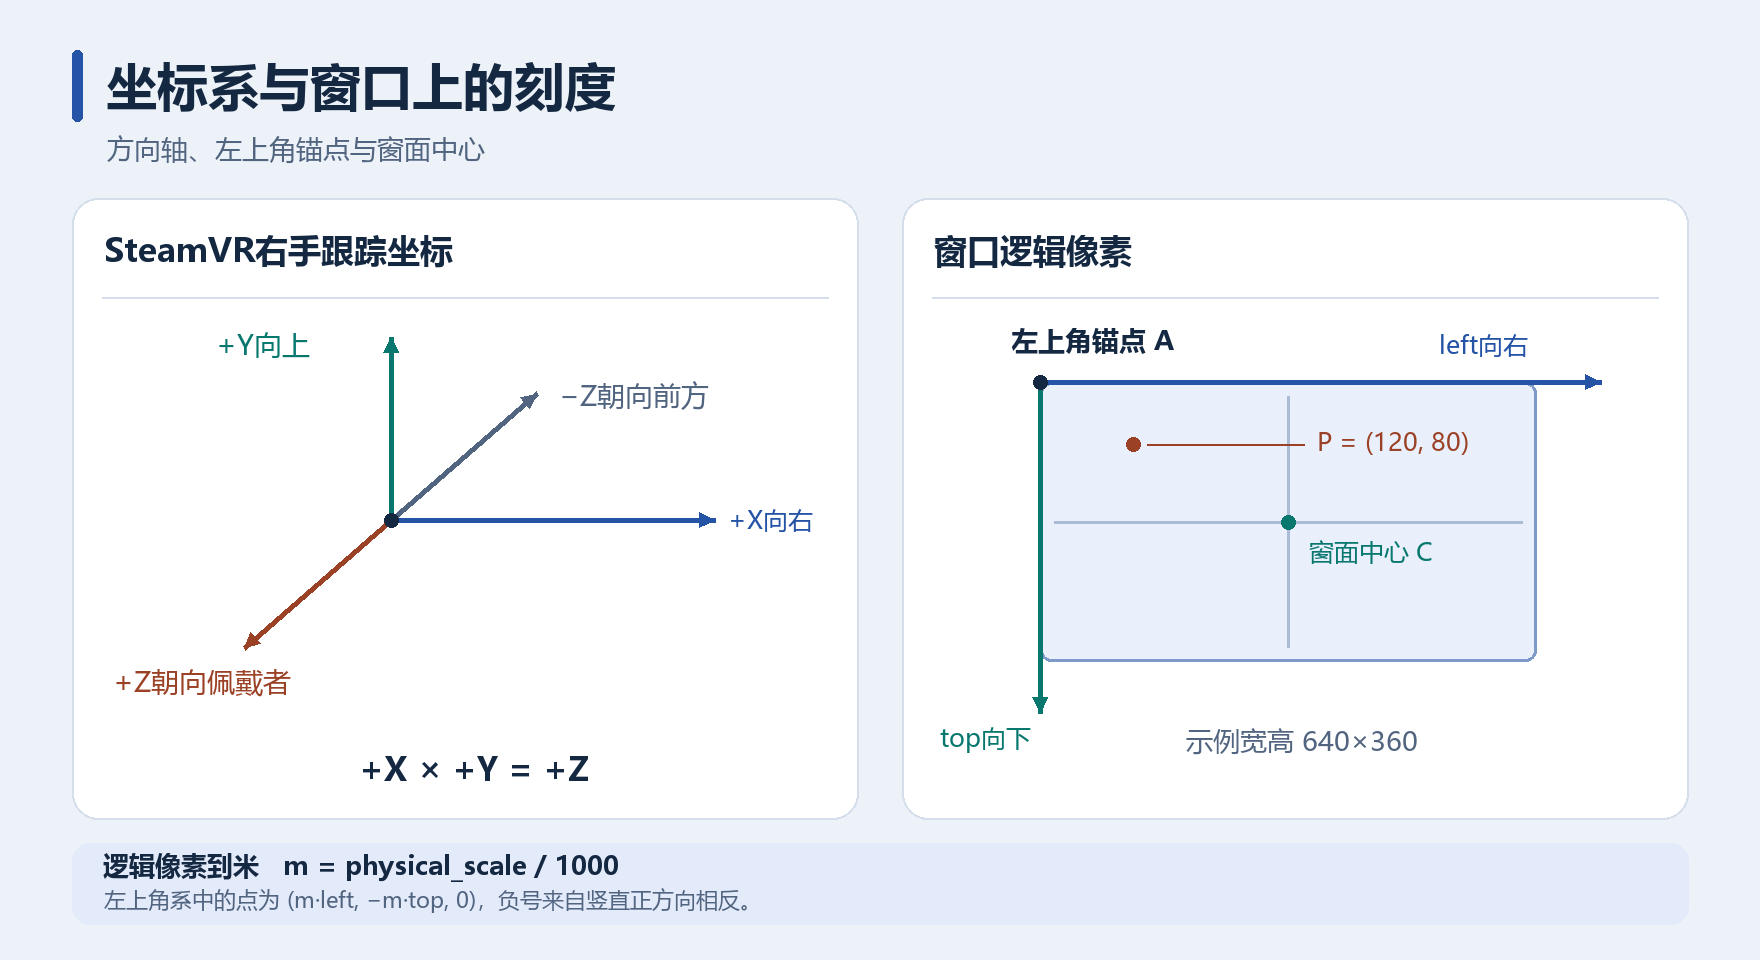 坐标系与窗口上的刻度
方向轴、左上角锚点与窗面中心
SteamVR右手跟踪坐标
+Y向上
−Z朝向前方
+X向右
+Z朝向佩戴者
+X × +Y = +Z
窗口逻辑像素
左上角锚点 A
left向右
P = (120, 80)
窗面中心 C
top向下
示例宽高 640×360
逻辑像素到米 m = physical_scale / 1000
左上角系中的点为 (m·left, −m·top, 0)，负号来自竖直正方向相反。